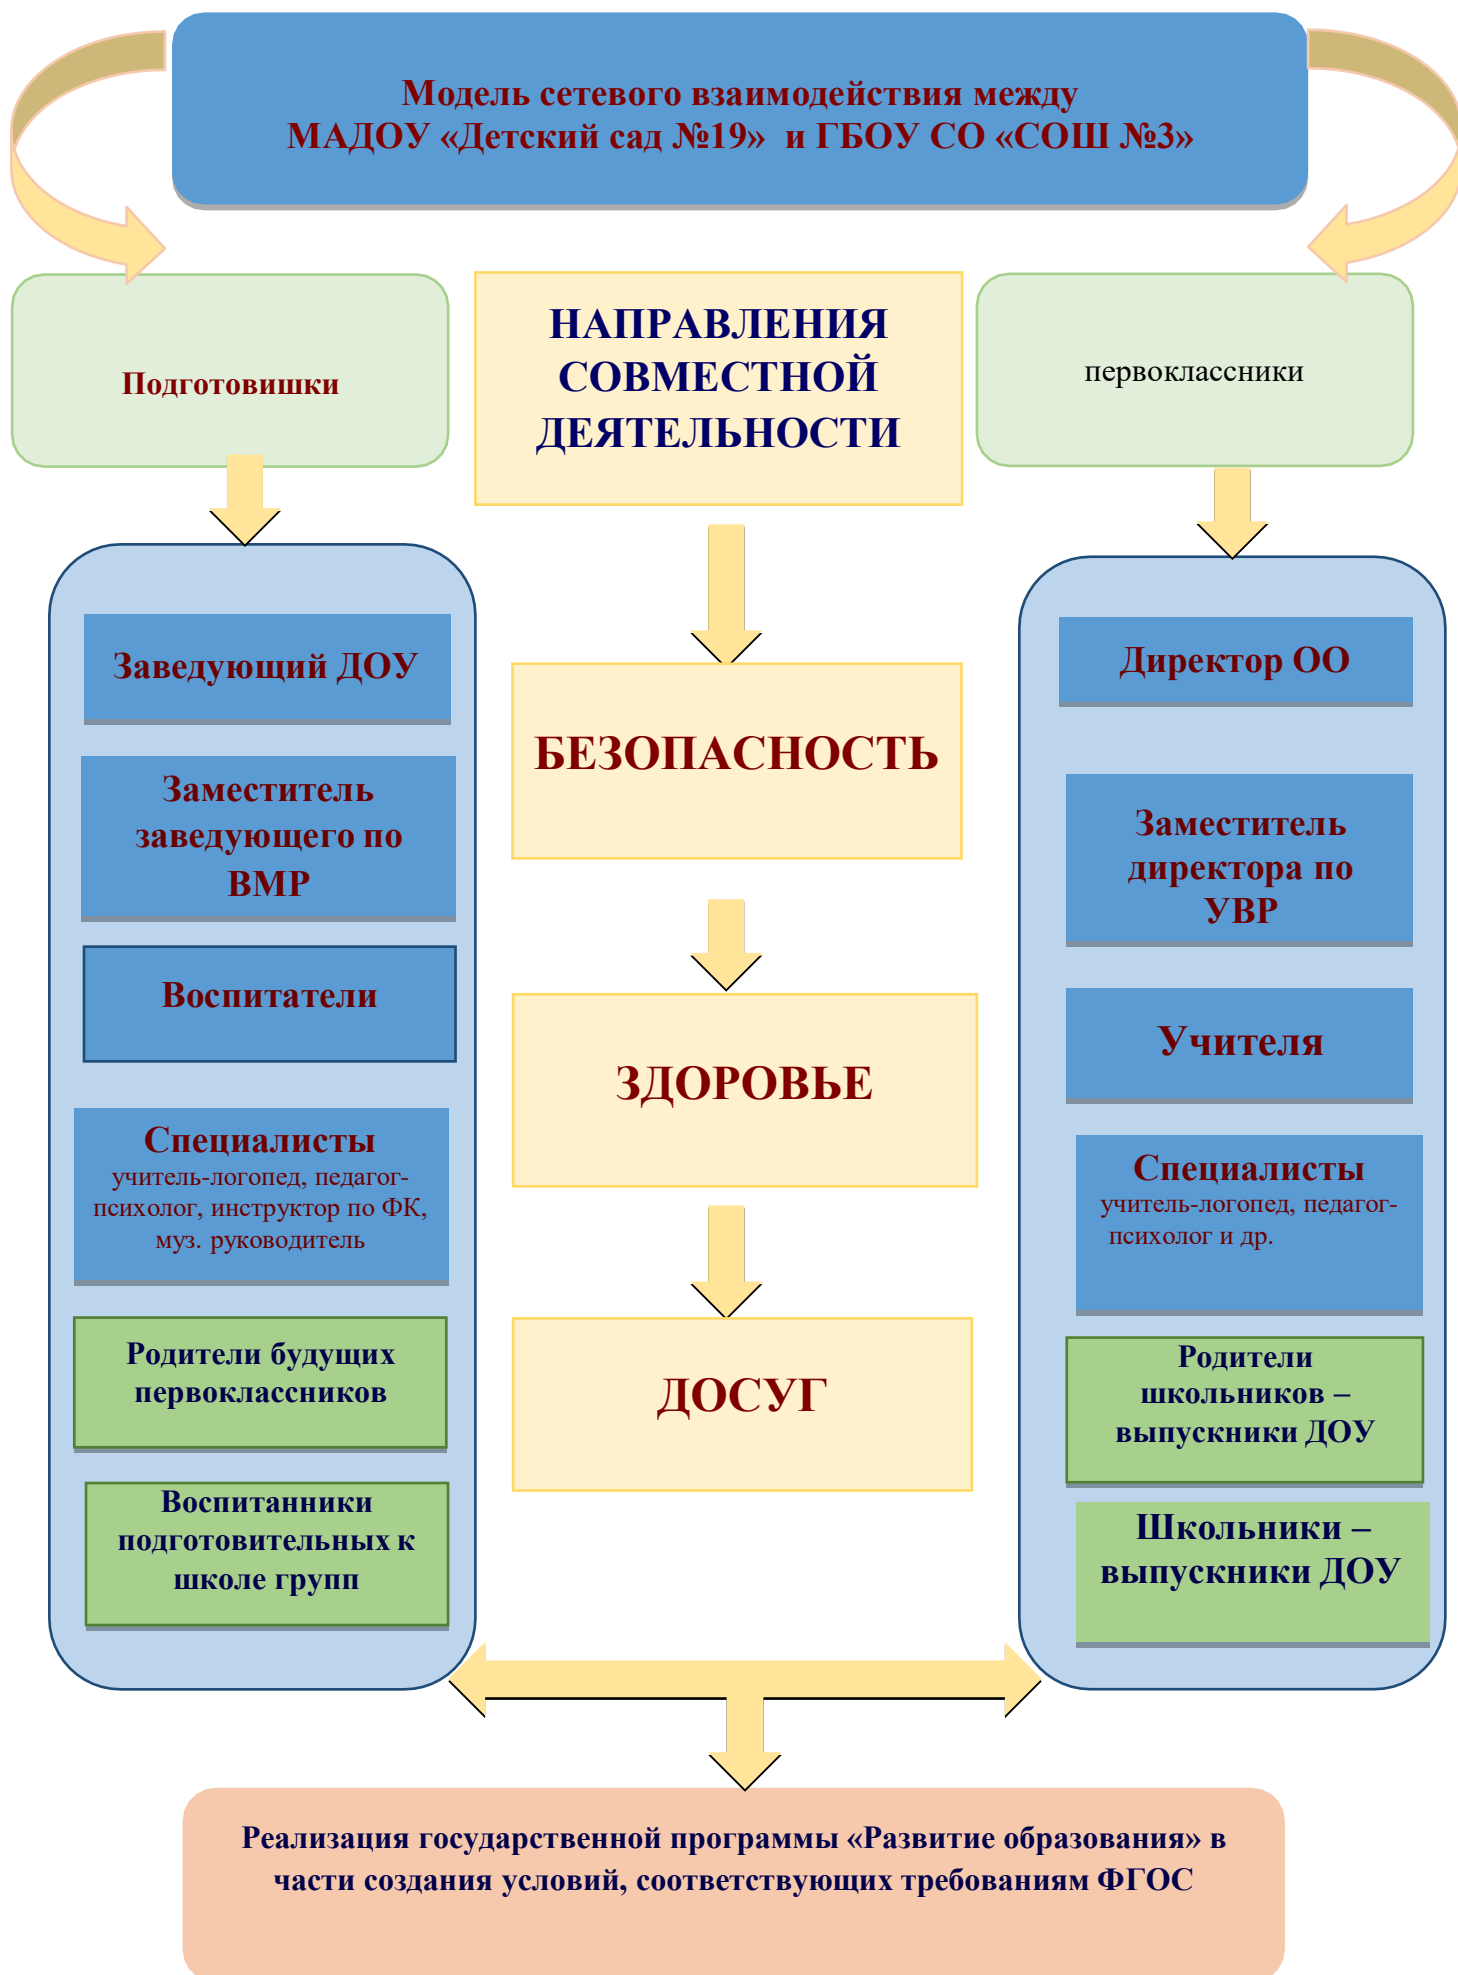 Модель сетевого взаимодействия между
МАДОУ «Детский сад №19» и ГБОУ СО «СОШ №3»
Подготовишки
НАПРАВЛЕНИЯ
СОВМЕСТНОЙ
ДЕЯТЕЛЬНОСТИ
первоклассники
Заведующий ДОУ
Заместитель
заведующего по
ВМР
Воспитатели
Специалисты
учитель-логопед, педагог-
психолог, инструктор по ФК,
муз. руководитель
Родители будущих
первоклассников
Воспитанники
подготовительных к
школе групп
БЕЗОПАСНОСТЬ
ЗДОРОВЬЕ
ДОСУГ
Директор ОО
Заместитель
директора по
УВР
Учителя
Специалисты
учитель-логопед, педагог-
психолог и др.
Родители
школьников –
выпускники ДОУ
Школьники –
выпускники ДОУ
Реализация государственной программы «Развитие образования» в
части создания условий, соответствующих требованиям ФГОС